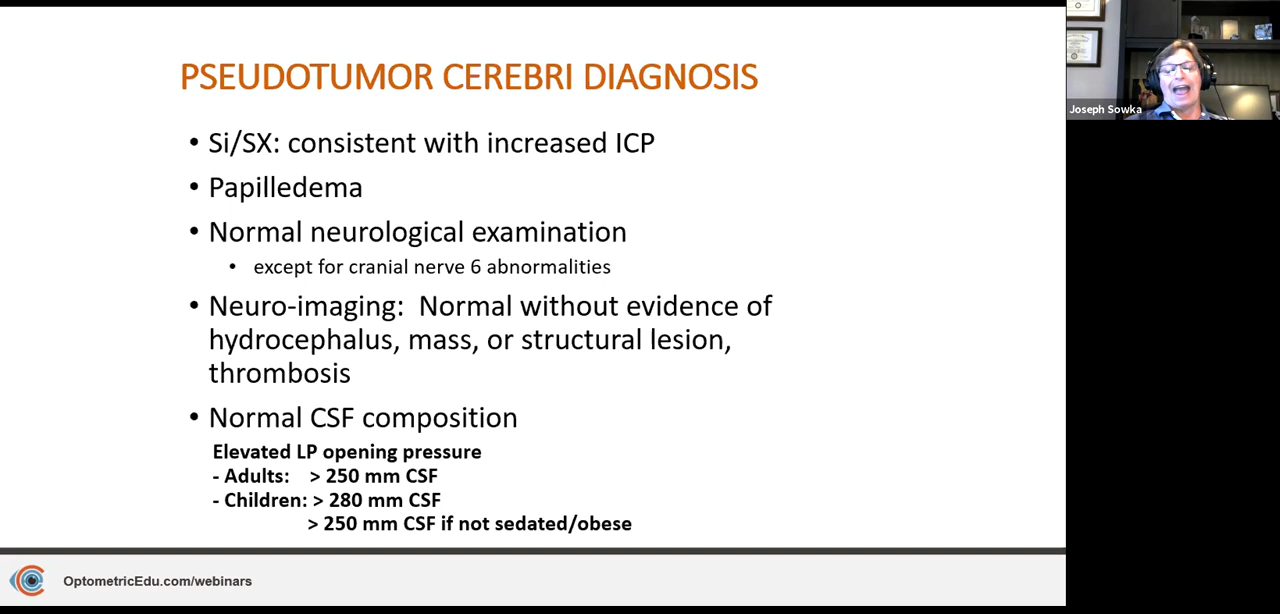 PSEUDOTUMOR CEREBRI DIAGNOSIS
• Si/SX: consistent with increased ICP
• Papilledema
• Normal neurological examination
• except for cranial nerve 6 abnormalities
• Neuro-imaging: Normal without evidence of
hydrocephalus, mass, or structural lesion,
thrombosis
• Normal CSF composition
Elevated LP opening pressure
- Adults: > 250 mm CSF
- Children: > 280 mm CSF
> 250 mm CSF if not sedated/obese
OptometricEdu.com/webinars
Joseph Sowka